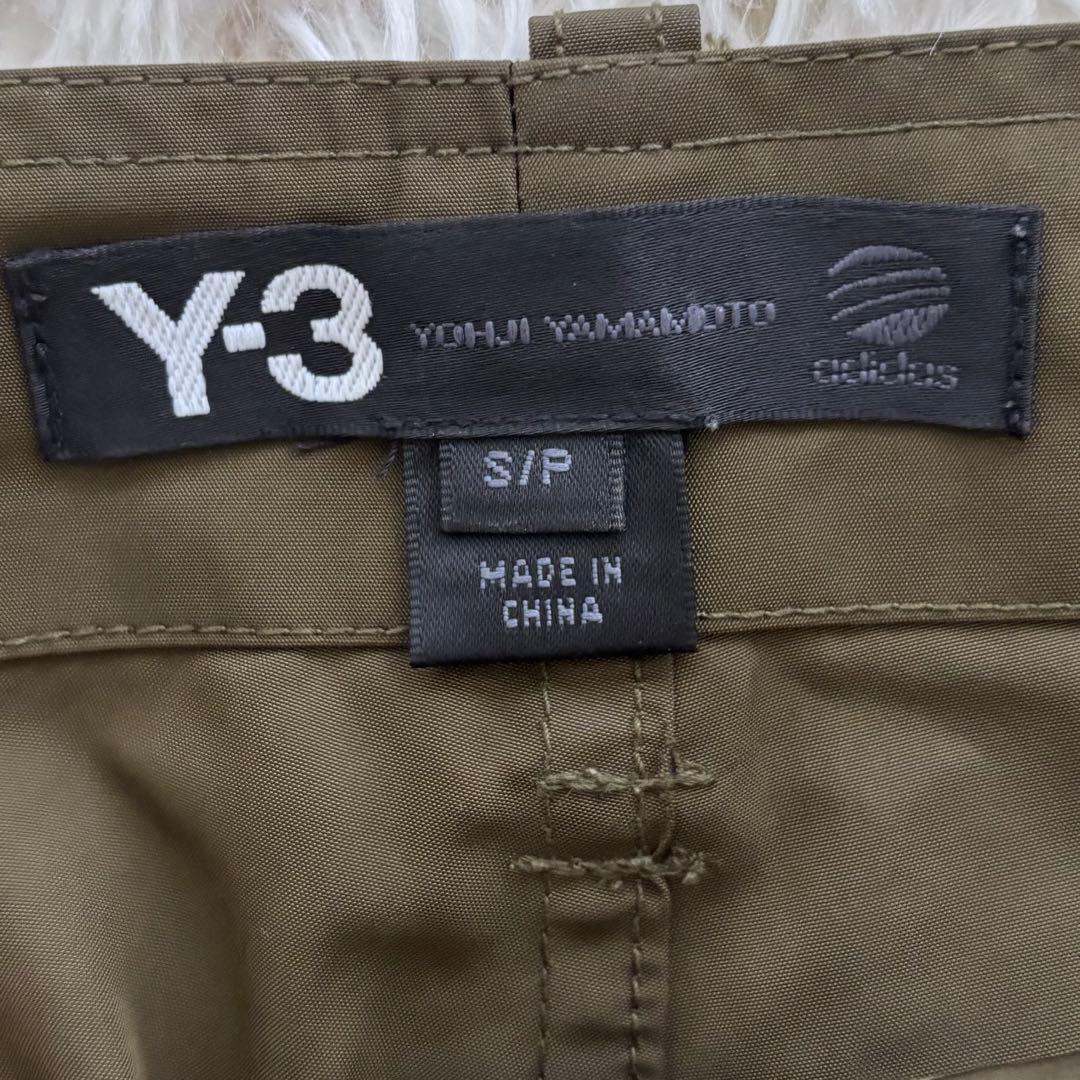 Y-3 YOHJI YAMAMOTO adidas
S/P
MADE IN
CHINA